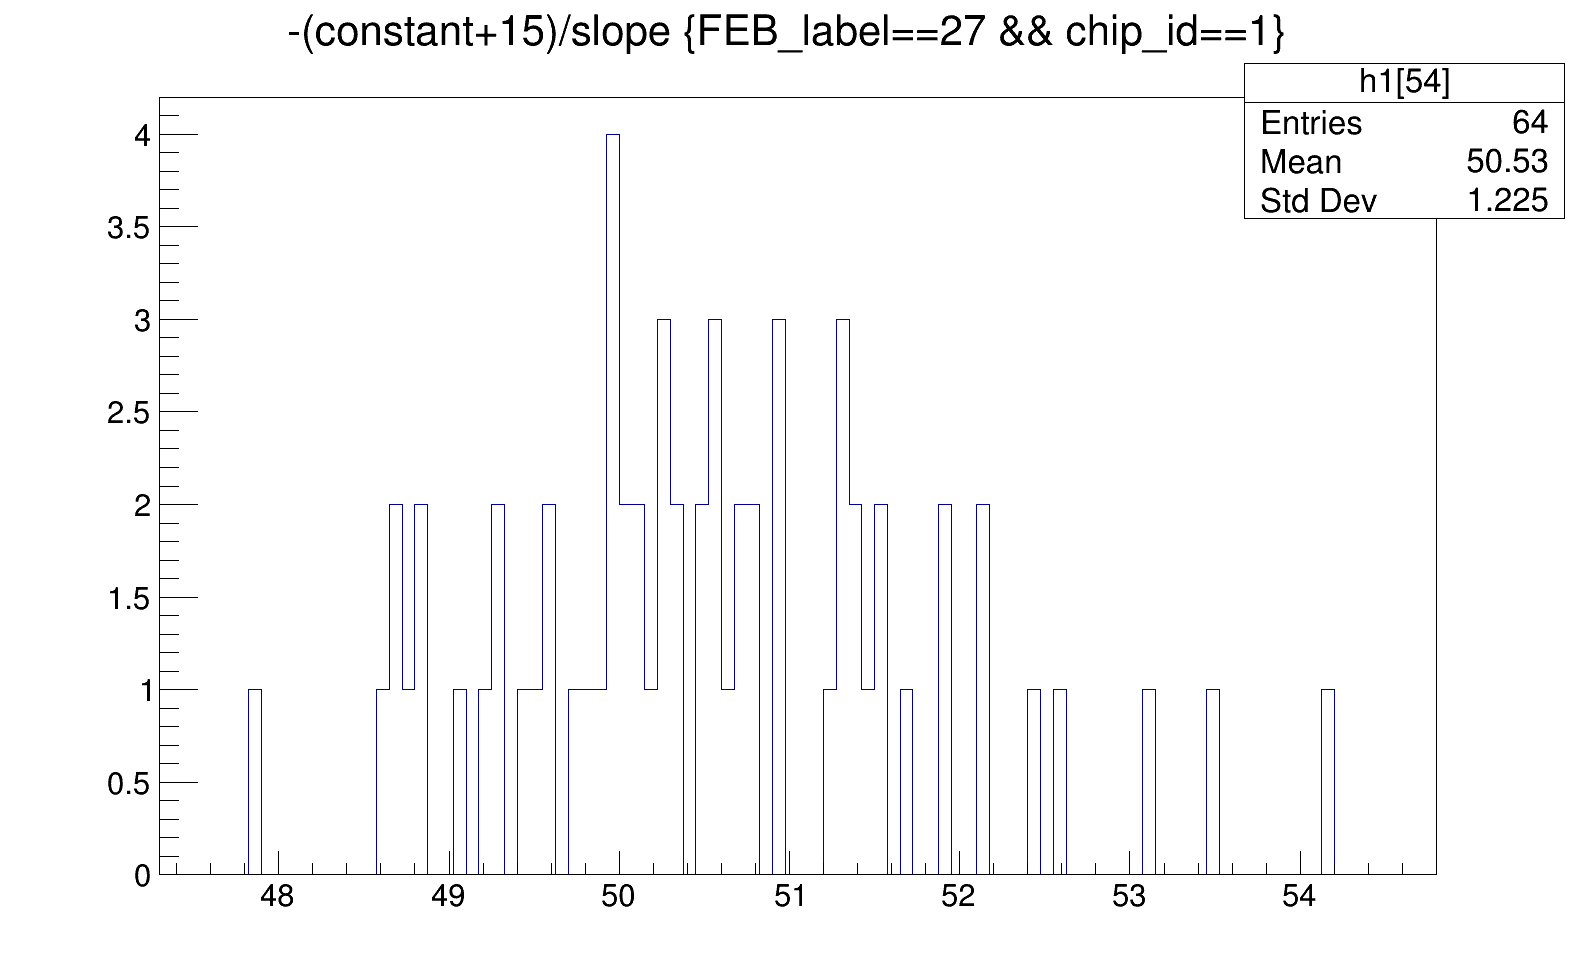 -(constant+15)/slope {FEB_label==27 && chip_id==1}
h1[54]
Entries 64
Mean 50.53
Std Dev 1.225
4
3.5
3
2.5
2
1.5
1
0.5
0
48 49 50 51 52 53 54